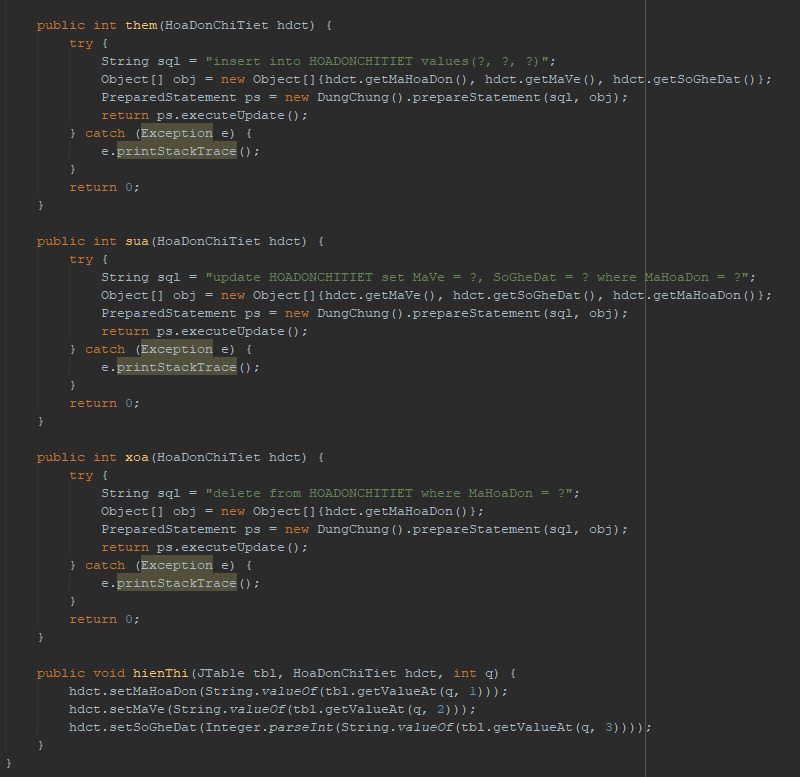 public int them(HoaDonChiTiet hdct) {
try {
String sql = "insert into HOADONCHITIET values(?, ?, ?)";
Object[] obj = new Object[]{hdct.getMaHoaDon(), hdct.getMaVe(), hdct.getSoGheDat()};
PreparedStatement ps = new DungChung().prepareStatement(sql, obj);
return ps.executeUpdate();
} catch (Exception e) {
e.printStackTrace();
}
return 0;
}
public int sua(HoaDonChiTiet hdct) {
try {
String sql = "update HOADONCHITIET set MaVe = ?, SoGheDat = ? where MaHoaDon = ?";
Object[] obj = new Object[]{hdct.getMaVe(), hdct.getSoGheDat(), hdct.getMaHoaDon()};
PreparedStatement ps = new DungChung().prepareStatement(sql, obj);
return ps.executeUpdate();
} catch (Exception e) {
e.printStackTrace();
}
return 0;
}
public int xoa(HoaDonChiTiet hdct) {
try {
String sql = "delete from HOADONCHITIET where MaHoaDon = ?";
Object[] obj = new Object[]{hdct.getMaHoaDon()};
PreparedStatement ps = new DungChung().prepareStatement(sql, obj);
return ps.executeUpdate();
} catch (Exception e) {
e.printStackTrace();
}
return 0;
}
public void hienThi(JTable tbl, HoaDonChiTiet hdct, int q) {
hdct.setMaHoaDon(String.valueOf(tbl.getValueAt(q, 1)));
hdct.setMaVe(String.valueOf(tbl.getValueAt(q, 2)));
hdct.setSoGheDat(Integer.parseInt(String.valueOf(tbl.getValueAt(q, 3))));
}
}